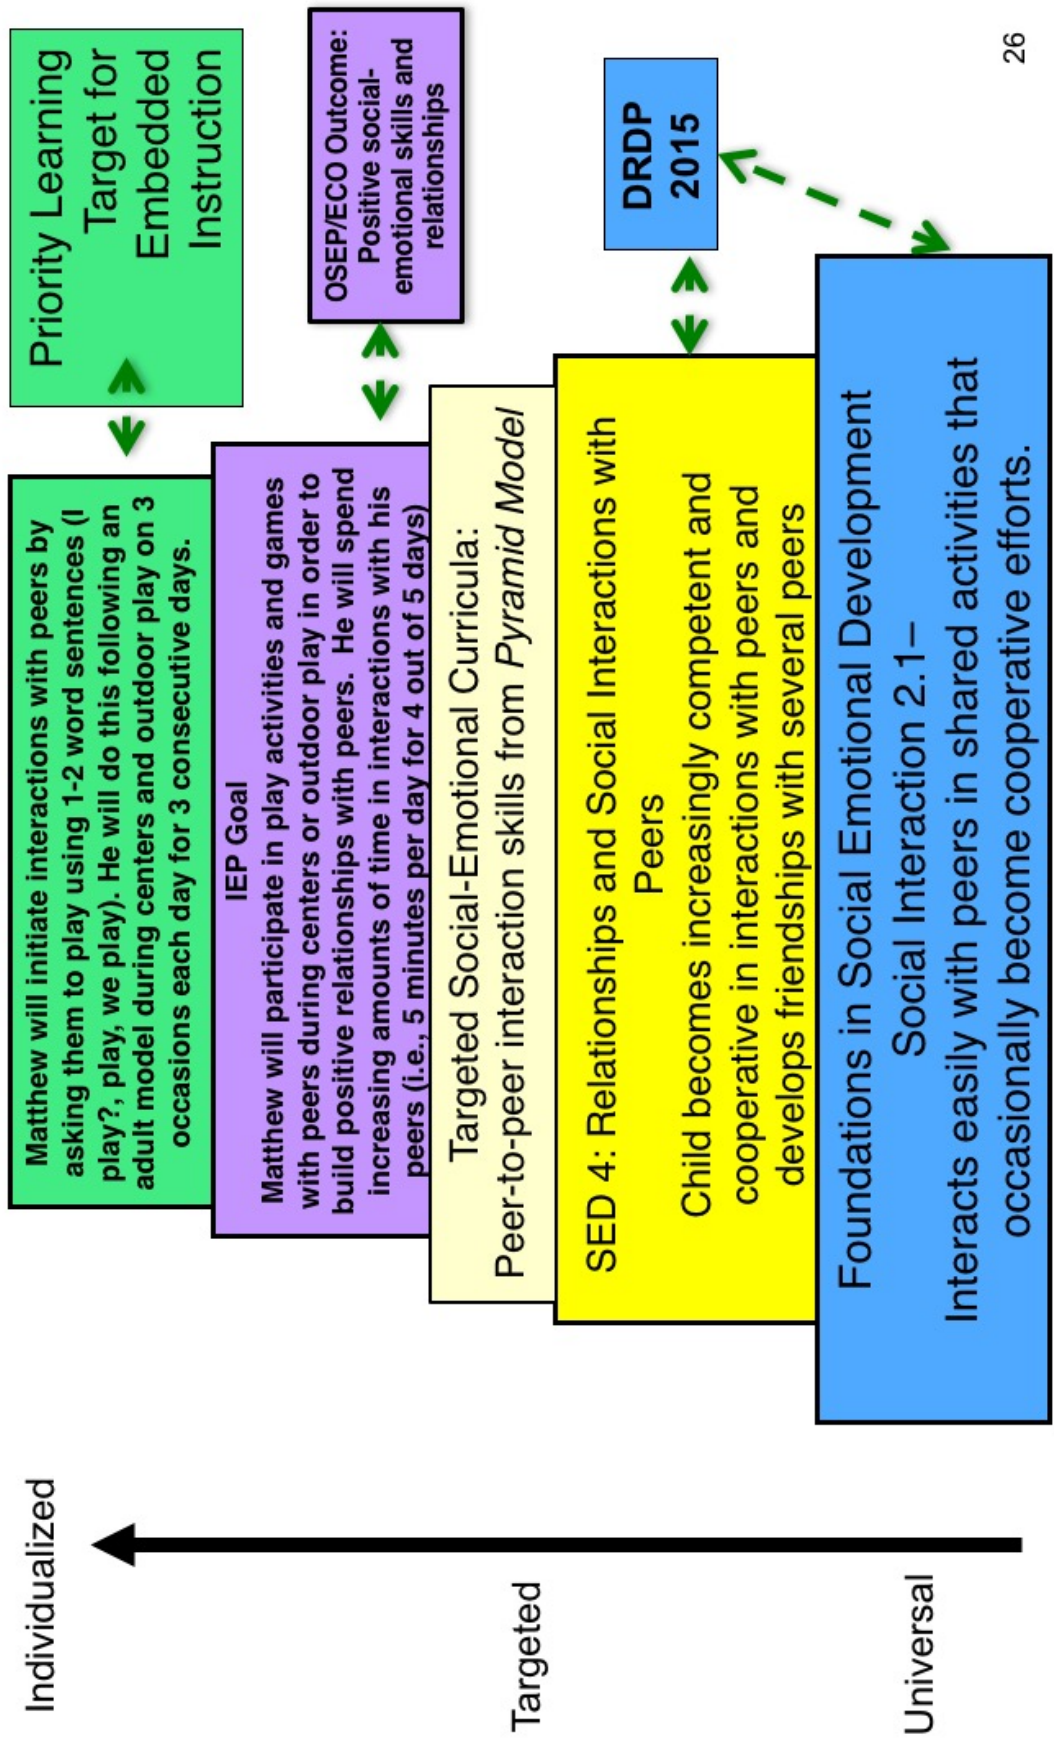 Individualized
Targeted
Universal
Matthew will initiate interactions with peers by
asking them to play using 1-2 word sentences (I
play?, play, we play). He will do this following an
adult model during centers and outdoor play on 3
occasions each day for 3 consecutive days.
Priority Learning
Target for
Embedded
Instruction
IEP Goal
Matthew will participate in play activities and games
with peers during centers or outdoor play in order to
build positive relationships with peers. He will spend
increasing amounts of time in interactions with his
peers (i.e., 5 minutes per day for 4 out of 5 days)
OSEP/ECO Outcome:
Positive social-
emotional skills and
relationships
Targeted Social-Emotional Curricula:
Peer-to-peer interaction skills from Pyramid Model
SED 4: Relationships and Social Interactions with
Peers
Child becomes increasingly competent and
cooperative in interactions with peers and
develops friendships with several peers
DRDP
2015
Foundations in Social Emotional Development
Social Interaction 2.1–
Interacts easily with peers in shared activities that
occasionally become cooperative efforts.
26